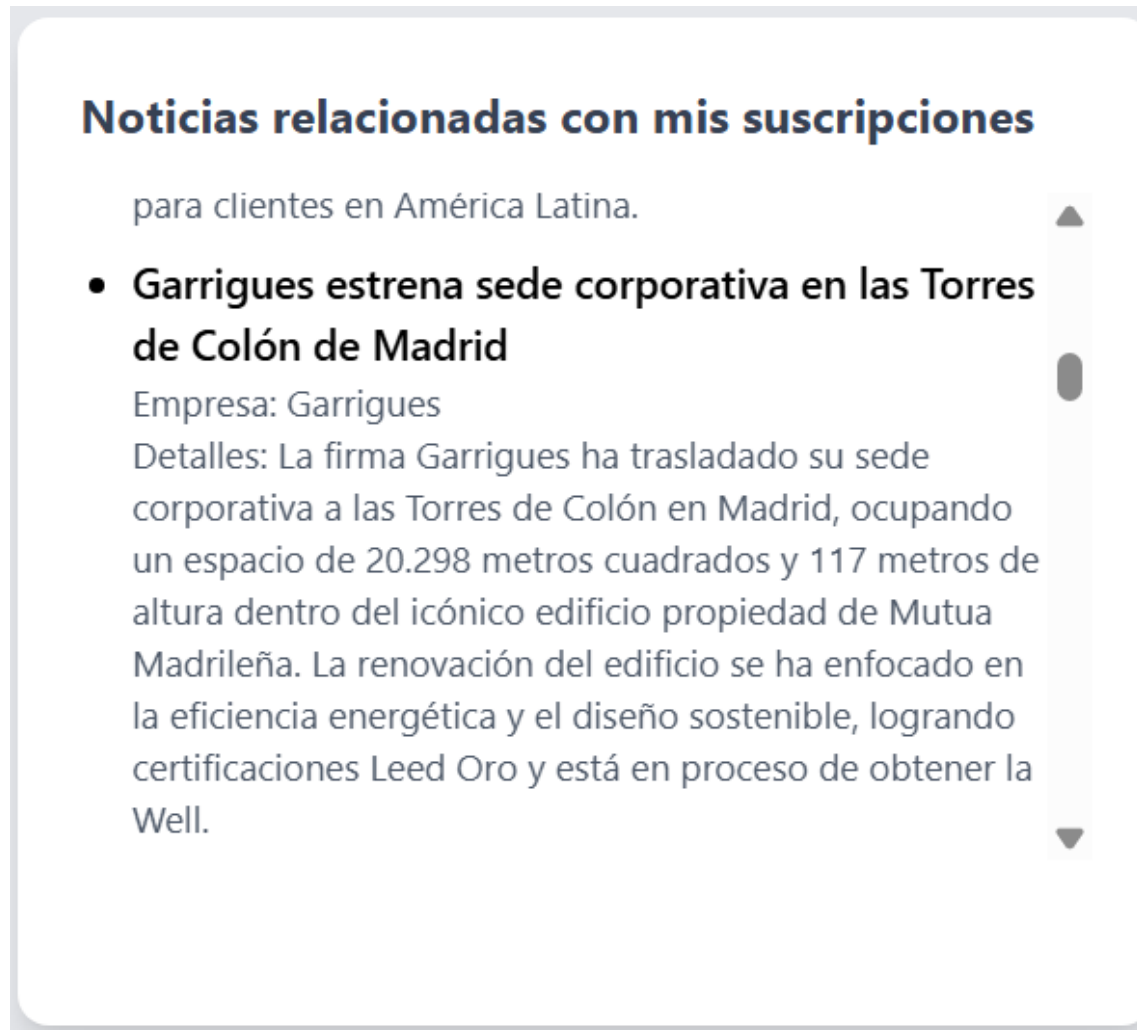 Noticias relacionadas con mis suscripciones
para clientes en América Latina.
• Garrigues estrena sede corporativa en las Torres
de Colón de Madrid
Empresa: Garrigues
Detalles: La firma Garrigues ha trasladado su sede
corporativa a las Torres de Colón en Madrid, ocupando
un espacio de 20.298 metros cuadrados y 117 metros de
altura dentro del icónico edificio propiedad de Mutua
Madrileña. La renovación del edificio se ha enfocado en
la eficiencia energética y el diseño sostenible, logrando
certificaciones Leed Oro y está en proceso de obtener la
Well.